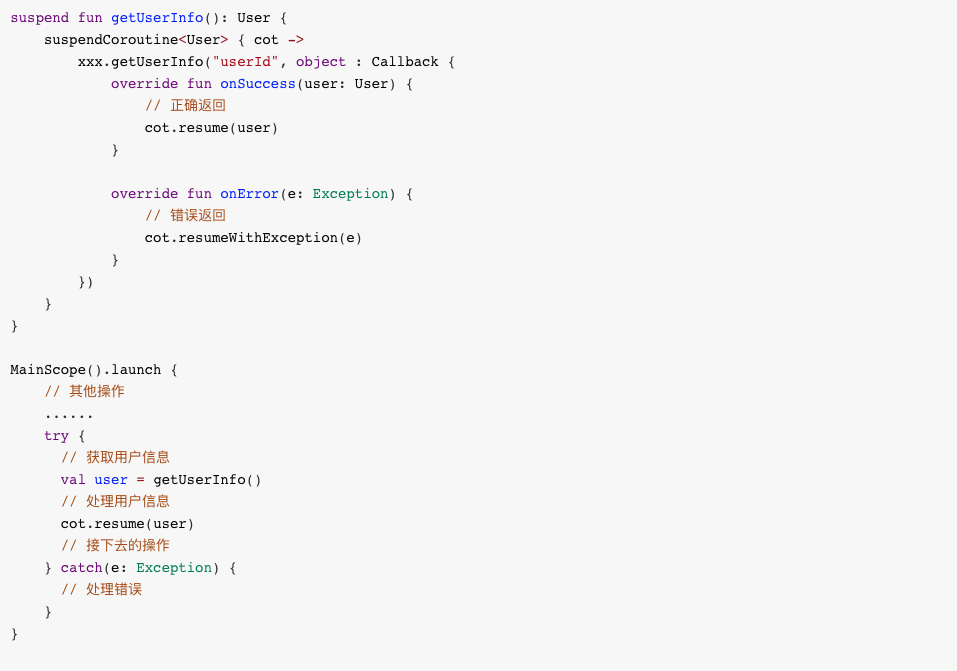 suspend fun getUserInfo(): User {
    suspendCoroutine<User> { cot ->
        xxx.getUserInfo("userId", object : Callback {
            override fun onSuccess(user: User) {
                // 正确返回
                cot.resume(user)
            }

            override fun onError(e: Exception) {
                // 错误返回
                cot.resumeWithException(e)
            }
        })
    }
}

MainScope().launch {
    // 其他操作
    ......
    try {
      // 获取用户信息
      val user = getUserInfo()
      // 处理用户信息
      cot.resume(user)
      // 接下去的操作
    } catch(e: Exception) {
      // 处理错误
    }
}